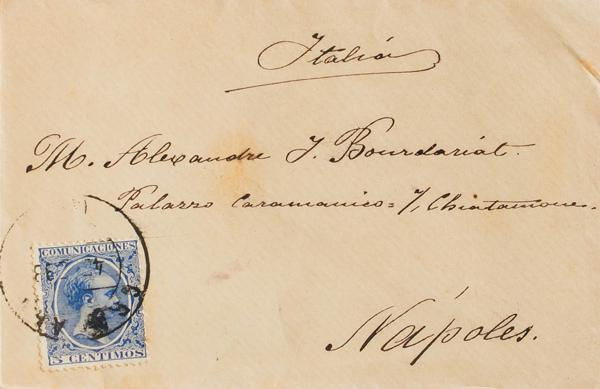 Italia
M. Alexandre J. Bourdariat.
Palazzo Caramanico = 7, Chiatamone.
Nápoles.
COMUNICACIONES
5 CENTIMOS